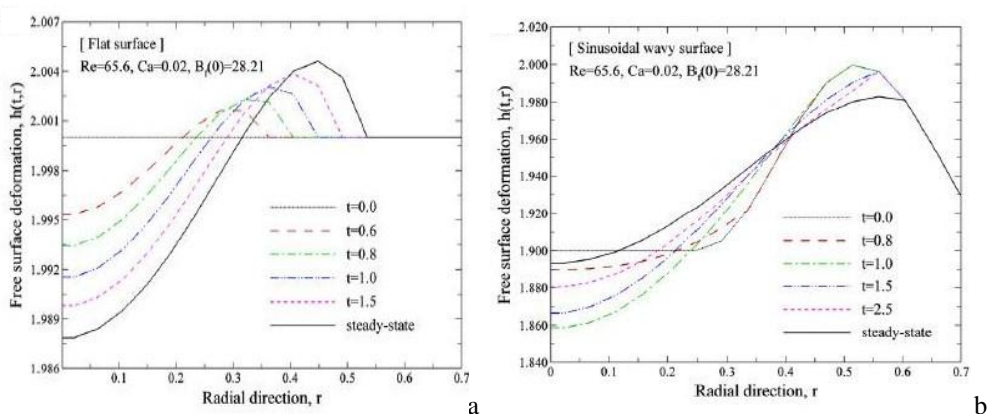 [ Flat surface ]
Re=65.6, Ca=0.02, Bf(0)=28.21
Free surface deformation, h(t,r)
2.007
2.004
2.001
1.998
1.995
1.992
1.989
1.986
t=0.0
t=0.6
t=0.8
t=1.0
t=1.5
steady-state
0.1
0.2
0.3
0.4
0.5
0.6
0.7
Radial direction, r
a
[ Sinusoidal wavy surface ]
Re=65.6, Ca=0.02, Bf(0)=28.21
Free surface deformation, h(t,r)
2.020
2.000
1.980
1.960
1.940
1.920
1.900
1.880
1.860
1.840
t=0.0
t=0.8
t=1.0
t=1.5
t=2.5
steady-state
0
0.1
0.2
0.3
0.4
0.5
0.6
0.7
Radial direction, r
b